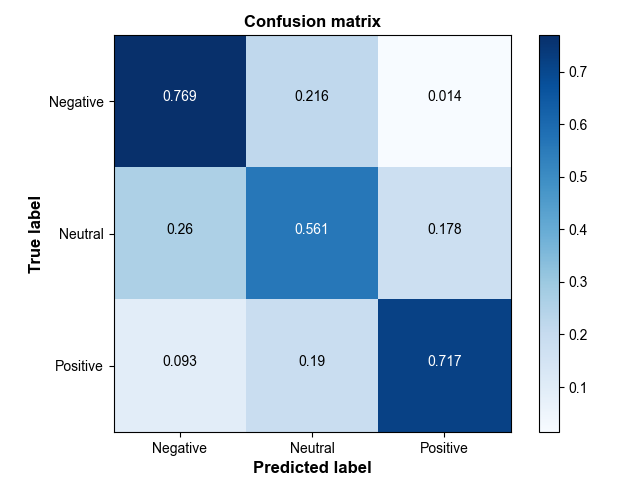 Confusion matrix
Negative 0.769 0.216 0.014 0.7
0.6
0.5
True label
Neutral 0.26 0.561 0.178 0.4
0.3
0.2
Positive 0.093 0.19 0.717 0.1
Negative Neutral Positive
Predicted label